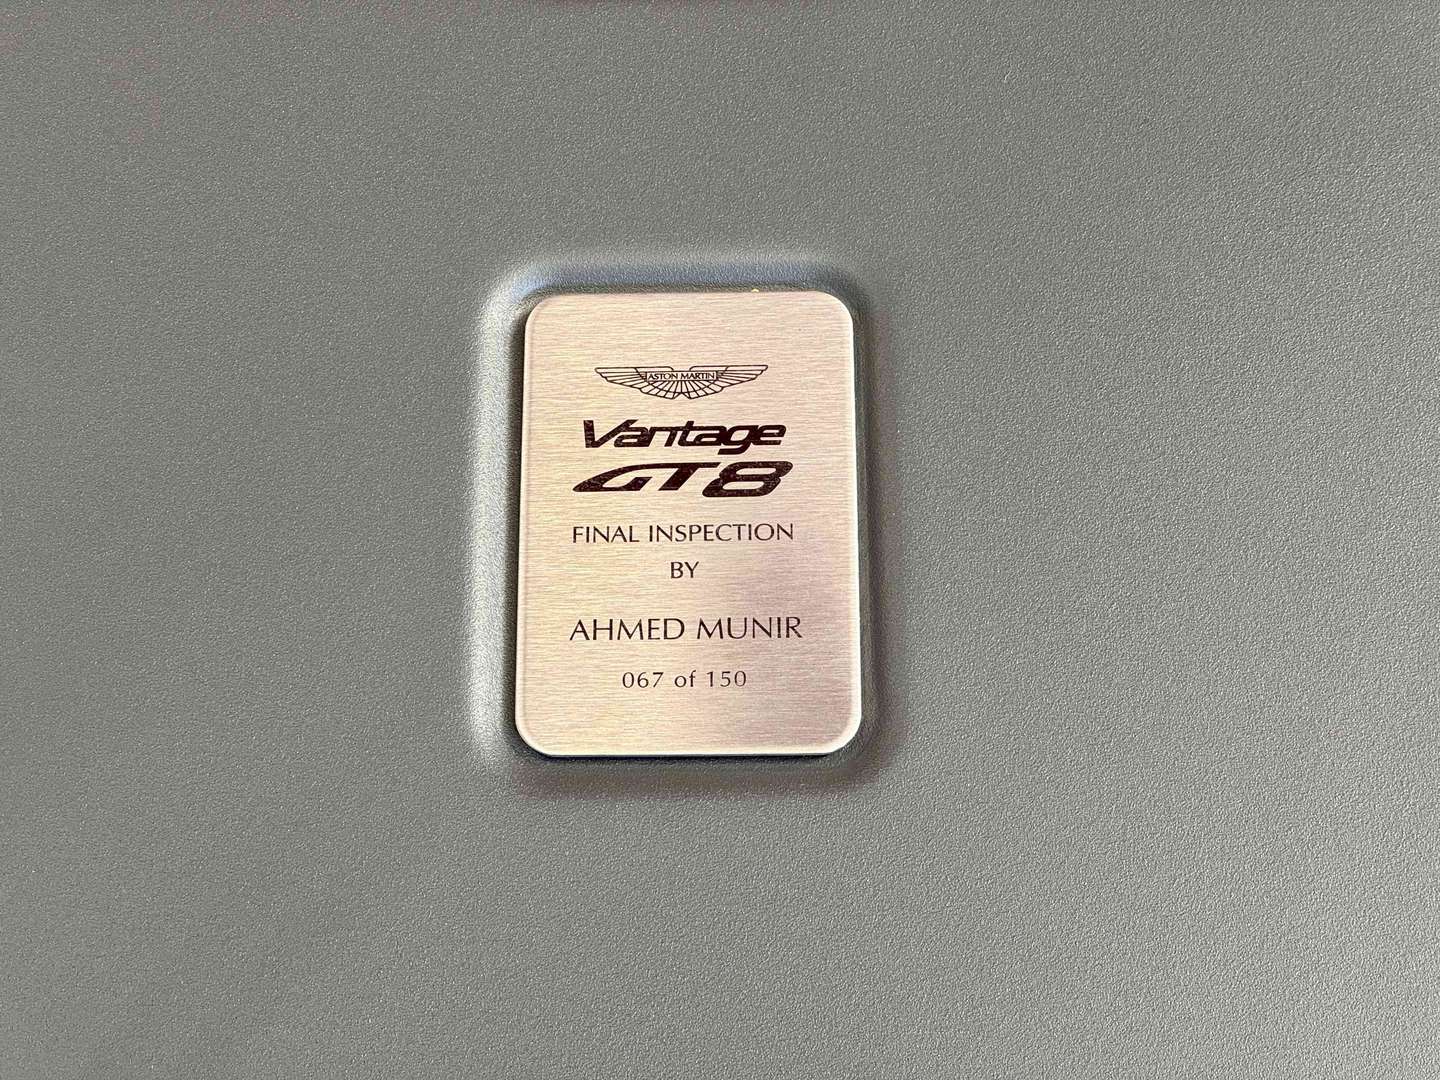 ASTON MARTIN
Vantage
GT8
FINAL INSPECTION
BY
AHMED MUNIR
067 of 150